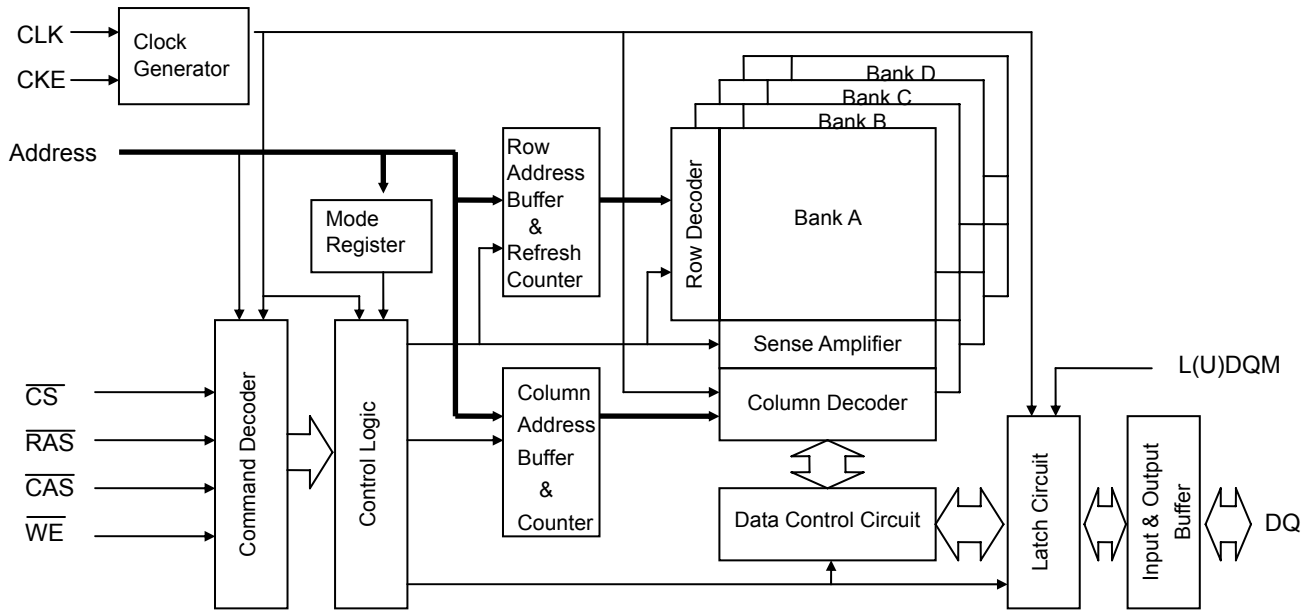 CLK
CKE
Clock
Generator
Address
Mode
Register
Row
Address
Buffer
&
Refresh
Counter
Row Decoder
Bank D
Bank C
Bank B
Bank A
Sense Amplifier
Column Decoder
CS
RAS
CAS
WE
Command Decoder
Control Logic
Column
Address
Buffer
&
Counter
Data Control Circuit
L(U)DQM
Latch Circuit
Input & Output
Buffer
DQ